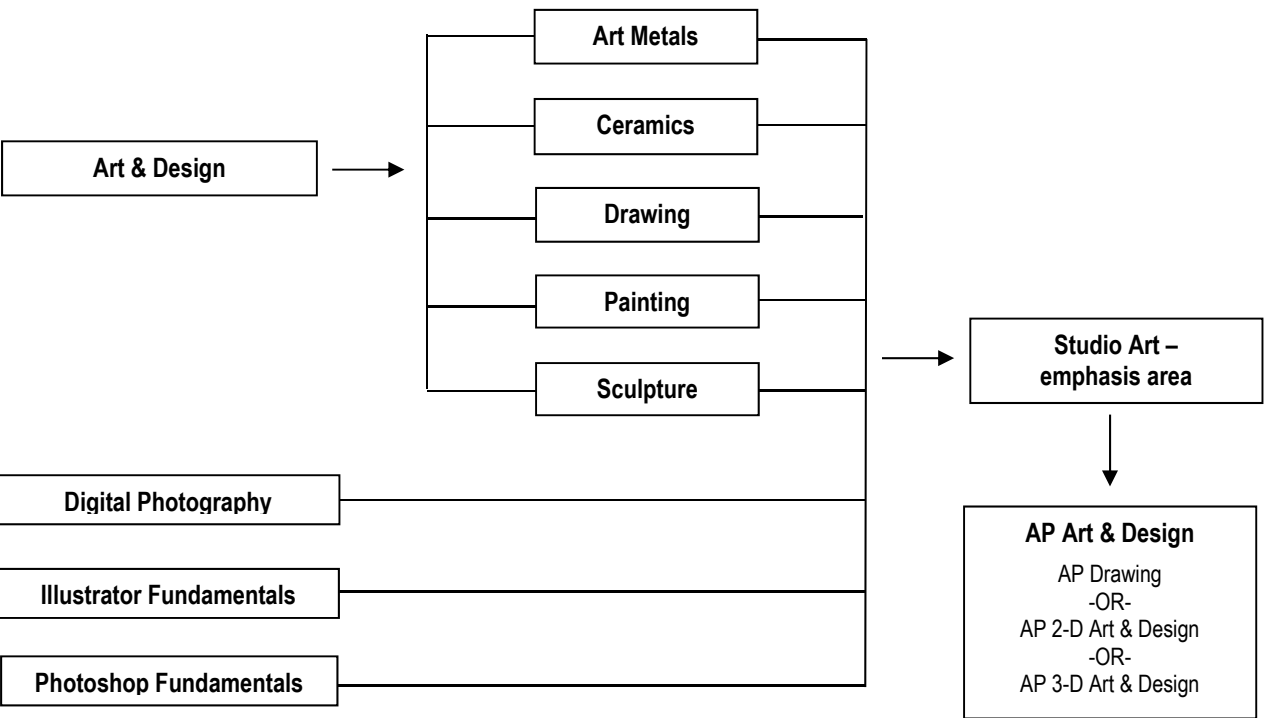 Art Metals
Ceramics
Art & Design
Drawing
Painting
Sculpture
Studio Art –
emphasis area
Digital Photography
Illustrator Fundamentals
Photoshop Fundamentals
AP Art & Design
AP Drawing
-OR-
AP 2-D Art & Design
-OR-
AP 3-D Art & Design